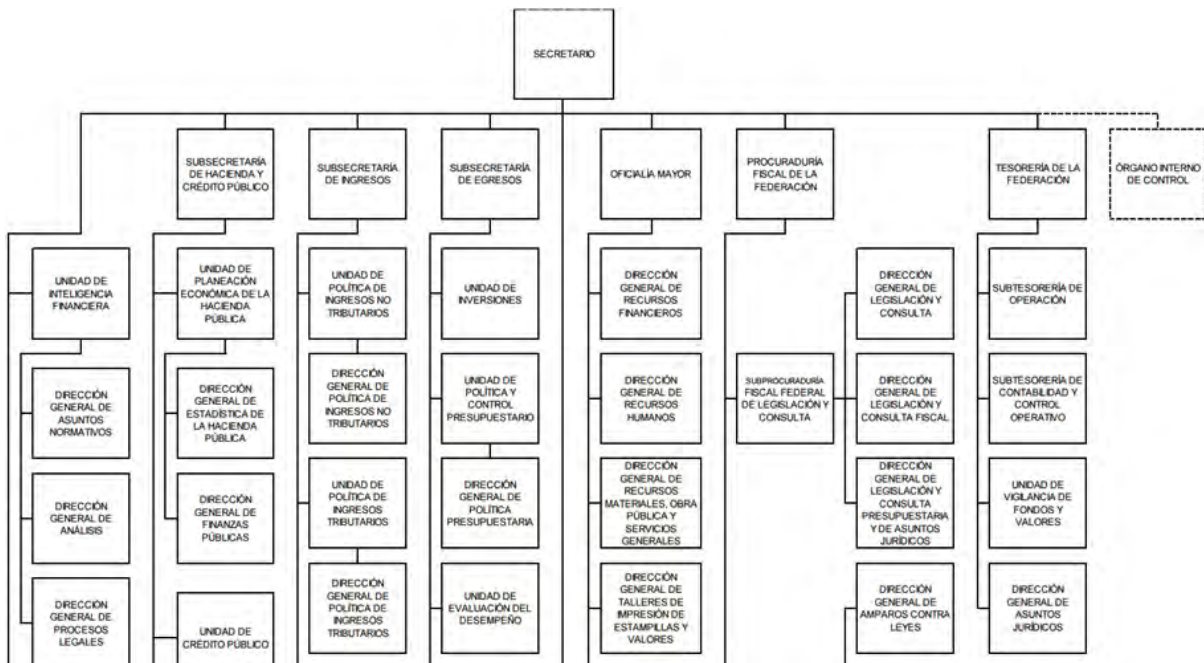 SECRETARIO
SUBSECRETARÍA
DE HACIENDA Y
CRÉDITO PÚBLICO
SUBSECRETARÍA
DE INGRESOS
SUBSECRETARÍA
DE EGRESOS
OFICIALÍA MAYOR
PROCURADURÍA
FISCAL DE LA
FEDERACIÓN
TESORERÍA DE LA
FEDERACIÓN
ÓRGANO INTERNO
DE CONTROL
UNIDAD DE
INTELIGENCIA
FINANCIERA
UNIDAD DE
PLANEACIÓN
ECONÓMICA DE LA
HACIENDA
PÚBLICA
UNIDAD DE
POLÍTICA DE
INGRESOS NO
TRIBUTARIOS
UNIDAD DE
INVERSIONES
DIRECCIÓN
GENERAL DE
RECURSOS
FINANCIEROS
DIRECCIÓN
GENERAL DE
LEGISLACIÓN Y
CONSULTA
SUBTESORERÍA DE
OPERACIÓN
DIRECCIÓN
GENERAL DE
ASUNTOS
NORMATIVOS
DIRECCIÓN
GENERAL DE
ESTADÍSTICA DE
LA HACIENDA
PÚBLICA
DIRECCIÓN
GENERAL DE
POLÍTICA DE
INGRESOS NO
TRIBUTARIOS
UNIDAD DE
POLÍTICA Y
CONTROL
PRESUPUESTARIO
DIRECCIÓN
GENERAL DE
RECURSOS
HUMANOS
SUBPROCURADURÍA
FISCAL FEDERAL
DE LEGISLACIÓN Y
CONSULTA
DIRECCIÓN
GENERAL DE
LEGISLACIÓN Y
CONSULTA FISCAL
SUBTESORERÍA DE
CONTABILIDAD Y
CONTROL
OPERATIVO
DIRECCIÓN
GENERAL DE
ANÁLISIS
DIRECCIÓN
GENERAL DE
FINANZAS
PÚBLICAS
UNIDAD DE
POLÍTICA DE
INGRESOS
TRIBUTARIOS
DIRECCIÓN
GENERAL DE
POLÍTICA
PRESUPUESTARIA
DIRECCIÓN
GENERAL DE
RECURSOS
MATERIALES, OBRA
PÚBLICA Y
SERVICIOS
GENERALES
DIRECCIÓN
GENERAL DE
LEGISLACIÓN Y
CONSULTA
PRESUPUESTARIA
Y DE ASUNTOS
JURÍDICOS
UNIDAD DE
VIGILANCIA DE
FONDOS Y
VALORES
DIRECCIÓN
GENERAL DE
PROCESOS
LEGALES
UNIDAD DE
CRÉDITO PÚBLICO
DIRECCIÓN
GENERAL DE
POLÍTICA DE
INGRESOS
TRIBUTARIOS
UNIDAD DE
EVALUACIÓN DEL
DESEMPEÑO
DIRECCIÓN
GENERAL DE
TALLERES DE
IMPRESIÓN DE
ESTAMPILLAS Y
VALORES
DIRECCIÓN
GENERAL DE
AMPAROS CONTRA
LEYES
DIRECCIÓN
GENERAL DE
ASUNTOS
JURÍDICOS